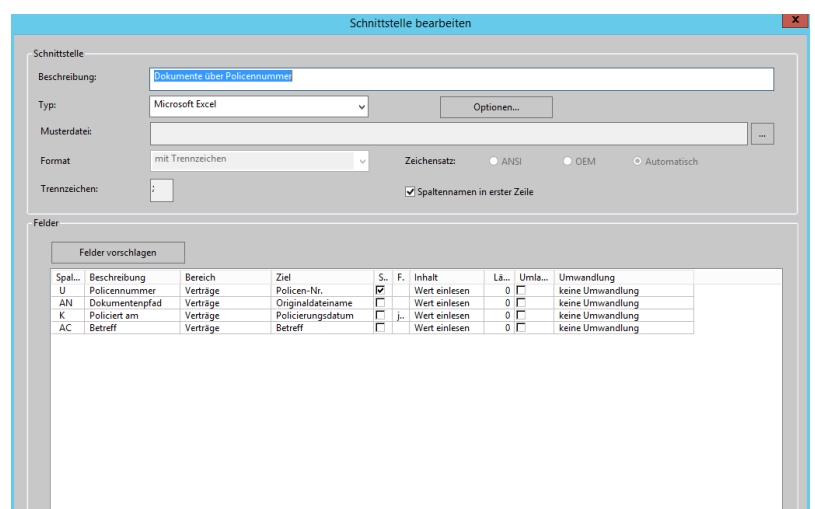 Schnittstelle bearbeiten
x
Schnittstelle
Beschreibung: Dokumente über Policennummer
Typ: Microsoft Excel Optionen...
Musterdatei: ...
Format mit Trennzeichen Zeichensatz: ANSI OEM Automatisch
Trennzeichen: ; Spaltennamen in erster Zeile
Felder
Felder vorschlagen
Spal... Beschreibung Bereich Ziel S.. F. Inhalt Lä... Umla... Umwandlung
U Policennummer Verträge Policen-Nr. Wert einlesen 0 keine Umwandlung
AN Dokumentenpfad Verträge Originaldateiname Wert einlesen 0 keine Umwandlung
K Policiert am Verträge Policierungsdatum j.. Wert einlesen 0 keine Umwandlung
AC Betreff Verträge Betreff Wert einlesen 0 keine Umwandlung